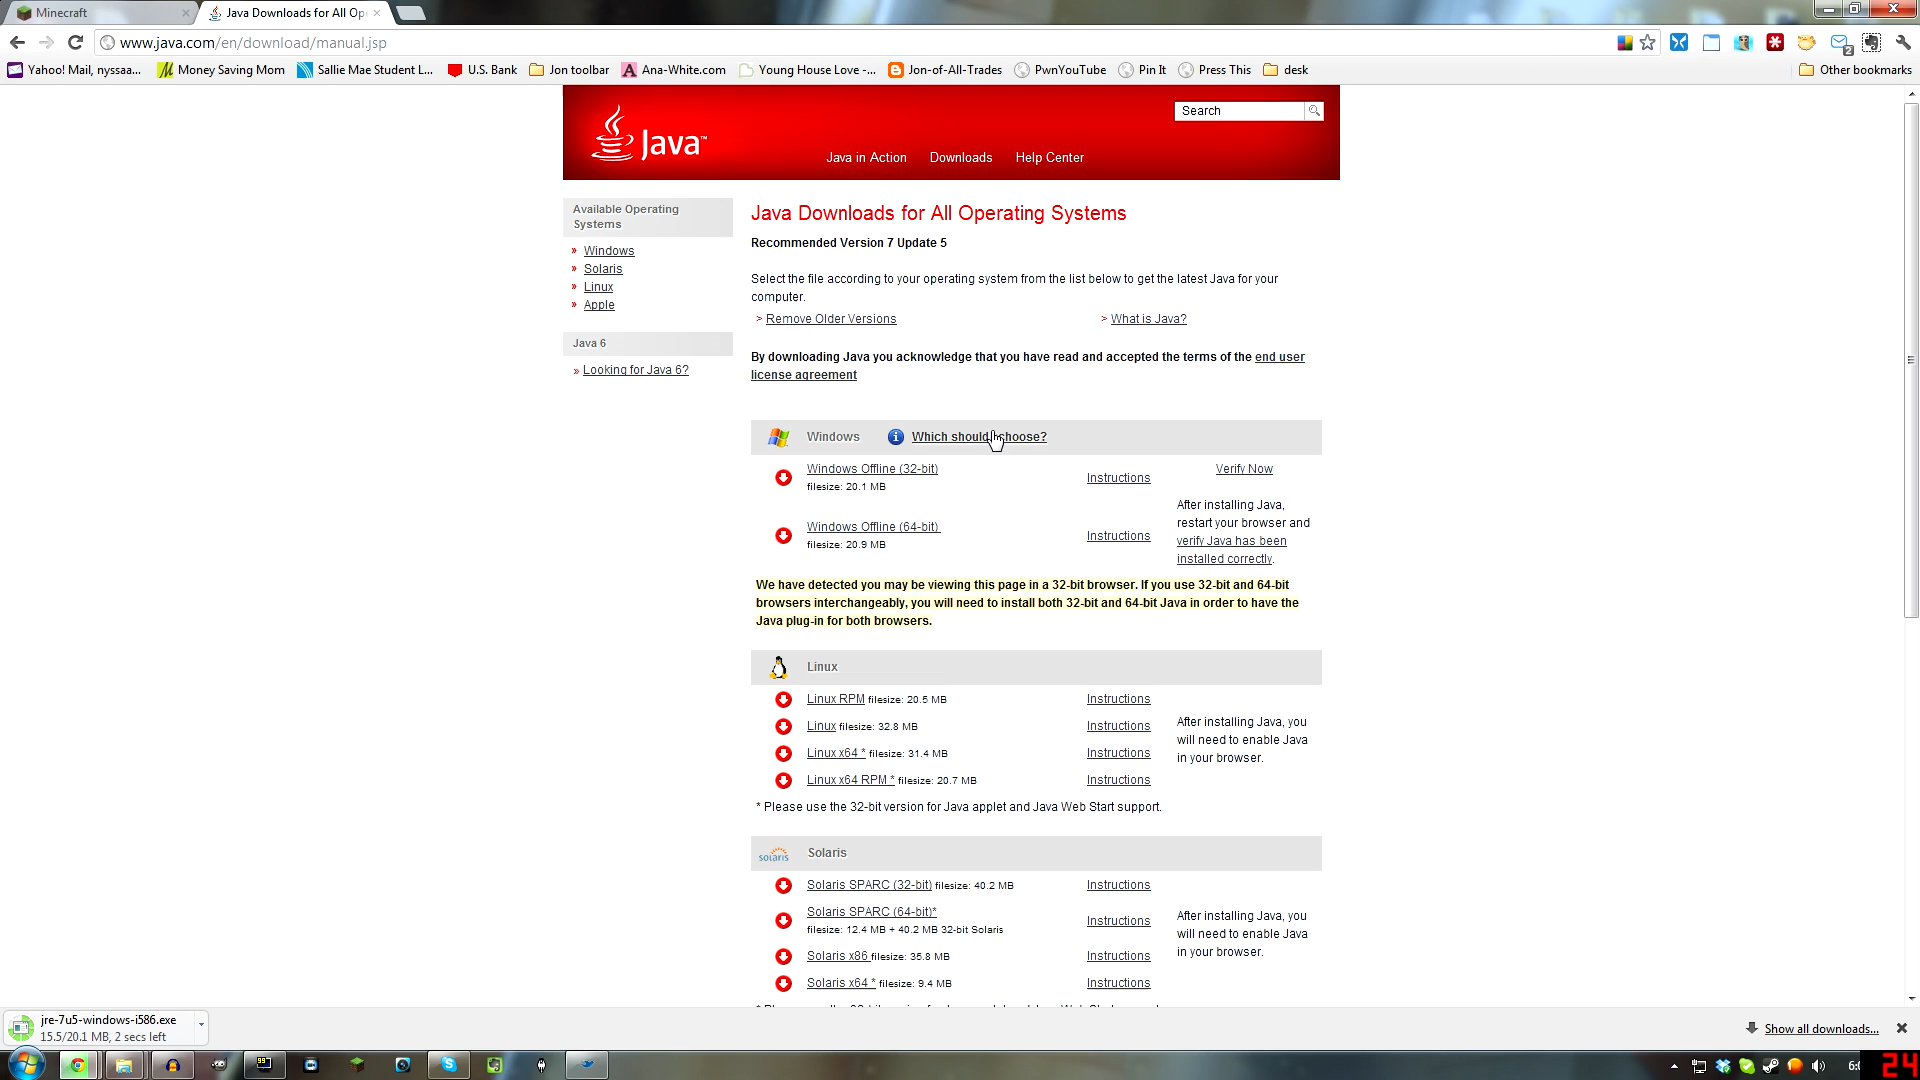 Minecraft
Java Downloads for All Op
www.java.com/en/download/manual.jsp
2
Yahoo! Mail, nyssaa...
Money Saving Mom
Sallie Mae Student L...
U.S. Bank
Jon toolbar
Ana-White.com
Young House Love -...
Jon-of-All-Trades
PwnYouTube
Pin It
Press This
desk
Other bookmarks
Java™
Search
Java in Action
Downloads
Help Center
Available Operating
Systems
» Windows
» Solaris
» Linux
» Apple
Java 6
» Looking for Java 6?
Java Downloads for All Operating Systems
Recommended Version 7 Update 5
Select the file according to your operating system from the list below to get the latest Java for your
computer.
> Remove Older Versions
> What is Java?
By downloading Java you acknowledge that you have read and accepted the terms of the end user
license agreement
Windows
Which should choose?
Windows Offline (32-bit)
filesize: 20.1 MB
Instructions
Verify Now
Windows Offline (64-bit)
filesize: 20.9 MB
Instructions
After installing Java,
restart your browser and
verify Java has been
installed correctly.
We have detected you may be viewing this page in a 32-bit browser. If you use 32-bit and 64-bit
browsers interchangeably, you will need to install both 32-bit and 64-bit Java in order to have the
Java plug-in for both browsers.
Linux
Linux RPM filesize: 20.5 MB
Instructions
Linux filesize: 32.8 MB
Instructions
Linux x64 * filesize: 31.4 MB
Instructions
Linux x64 RPM * filesize: 20.7 MB
Instructions
After installing Java, you
will need to enable Java
in your browser.
* Please use the 32-bit version for Java applet and Java Web Start support.
solaris
Solaris
Solaris SPARC (32-bit) filesize: 40.2 MB
Instructions
Solaris SPARC (64-bit)*
filesize: 12.4 MB + 40.2 MB 32-bit Solaris
Instructions
Solaris x86 filesize: 35.8 MB
Instructions
Solaris x64 * filesize: 9.4 MB
Instructions
After installing Java, you
will need to enable Java
in your browser.
jre-7u5-windows-i586.exe
15.5/20.1 MB, 2 secs left
Show all downloads...
99
6:
24